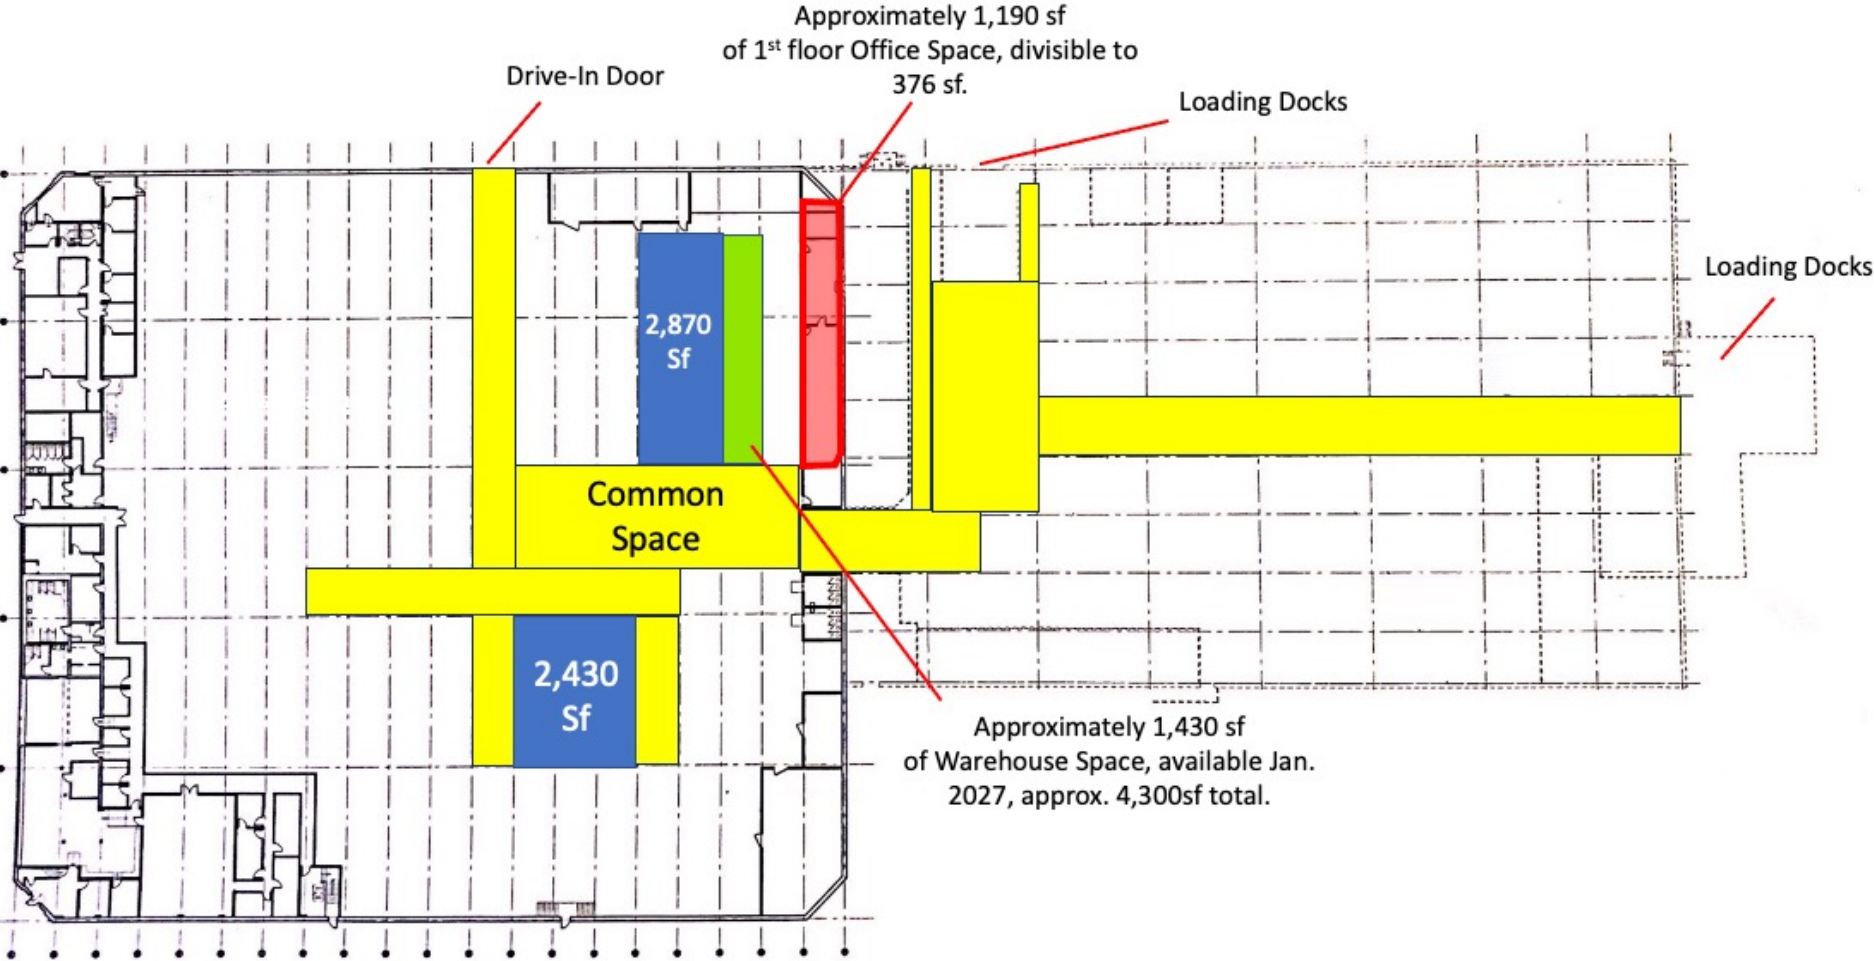 Approximately 1,190 sf
of 1st floor Office Space, divisible to
376 sf.
Drive-In Door
Loading Docks
Loading Docks
2,870
Sf
Common
Space
2,430
Sf
Approximately 1,430 sf
of Warehouse Space, available Jan.
2027, approx. 4,300sf total.